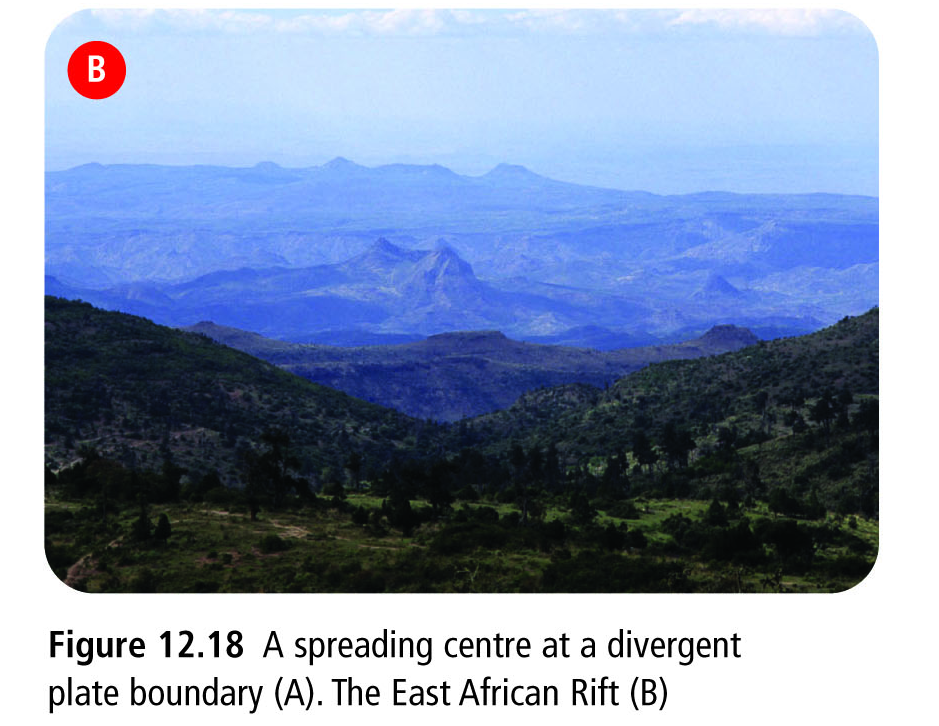 B
Figure 12.18 A spreading centre at a divergent
plate boundary (A). The East African Rift (B)